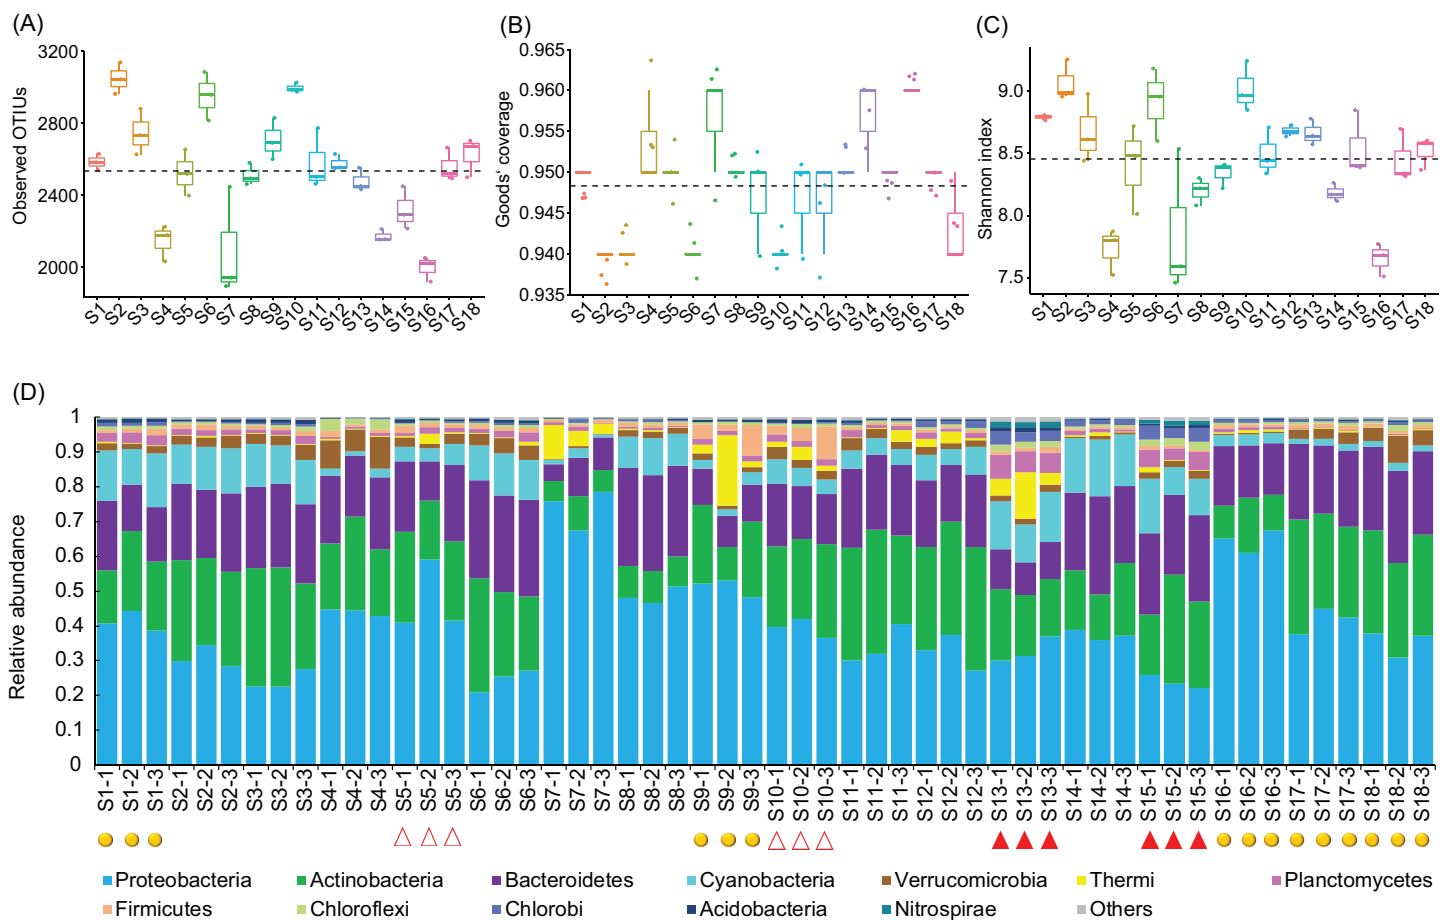 (A)
Observed OTIUs
3200
2800
2400
2000
S1 S2 S3 S4 S5 S6 S7 S8 S9 S10 S11 S12 S13 S14 S15 S16 S17 S18
(B)
Goods' coverage
0.965
0.960
0.955
0.950
0.945
0.940
0.935
S1 S2 S3 S4 S5 S6 S7 S8 S9 S10 S11 S12 S13 S14 S15 S16 S17 S18
(C)
Shannon index
9.0
8.5
8.0
7.5
S1 S2 S3 S4 S5 S6 S7 S8 S9 S10 S11 S12 S13 S14 S15 S16 S17 S18
(D)
Relative abundance
1
0.9
0.8
0.7
0.6
0.5
0.4
0.3
0.2
0.1
0
S1-1 S1-2 S1-3 S2-1 S2-2 S2-3 S3-1 S3-2 S3-3 S4-1 S4-2 S4-3 S5-1 S5-2 S5-3 S6-1 S6-2 S6-3 S7-1 S7-2 S7-3 S8-1 S8-2 S8-3 S9-1 S9-2 S9-3 S10-1 S10-2 S10-3 S11-1 S11-2 S11-3 S12-1 S12-2 S12-3 S13-1 S13-2 S13-3 S14-1 S14-2 S14-3 S15-1 S15-2 S15-3 S16-1 S16-2 S16-3 S17-1 S17-2 S17-3 S18-1 S18-2 S18-3
Proteobacteria Actinobacteria Bacteroidetes Cyanobacteria Verrucomicrobia Thermi Planctomycetes
Firmicutes Chloroflexi Chlorobi Acidobacteria Nitrospirae Others